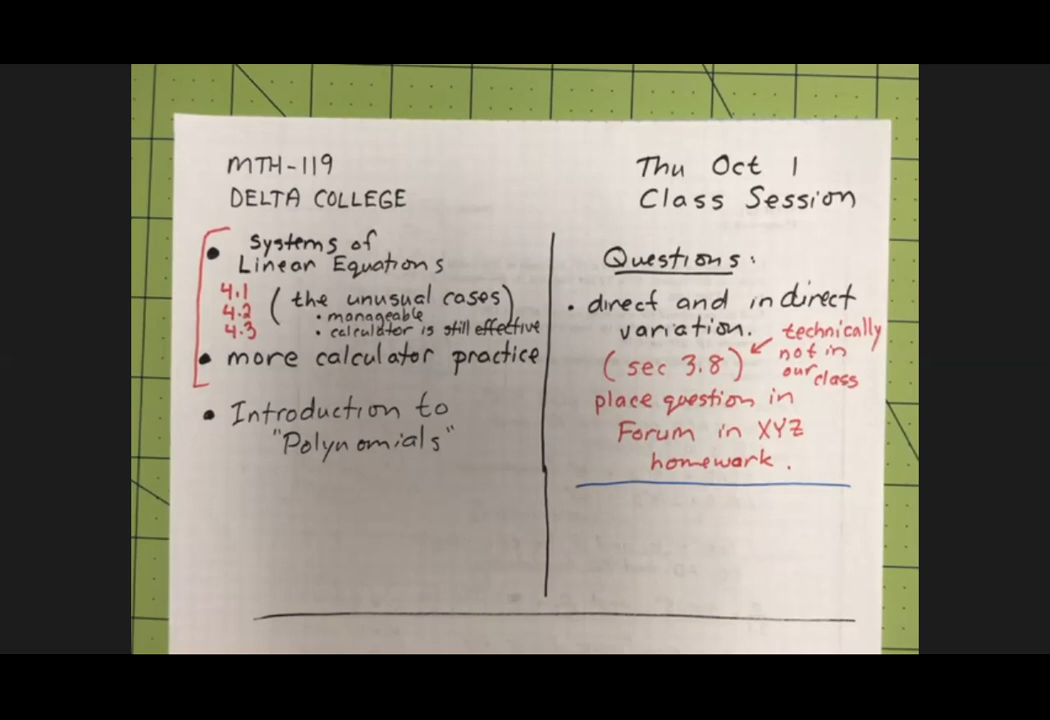 MTH-119
DELTA COLLEGE
Thu Oct 1
Class Session
• Systems of
Linear Equations
4.1
4.2
4.3
(the unusual cases)
• manageable
• calculator is still effective
• more calculator practice
• Introduction to
"Polynomials"
Questions:
• direct and indirect
variation.
(sec 3.8)
technically
not in
our class
place question in
Forum in XYZ
homework.